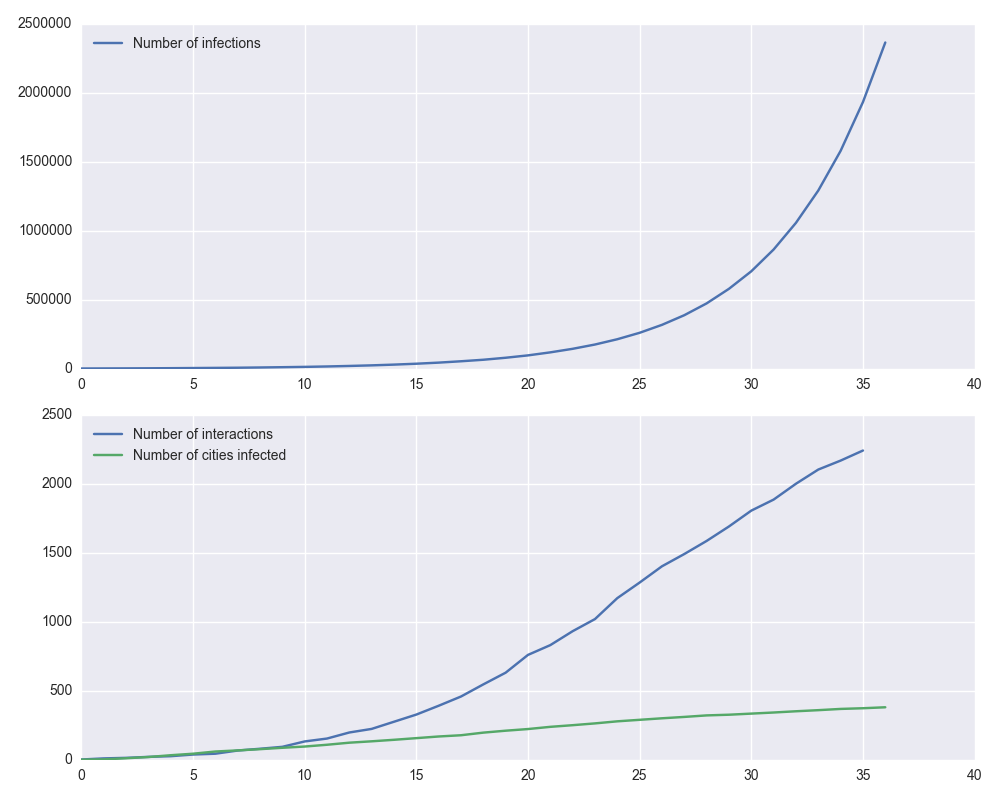 2500000
Number of infections
2000000
1500000
1000000
500000
0
0 5 10 15 20 25 30 35 40
2500
Number of interactions
Number of cities infected
2000
1500
1000
500
0
0 5 10 15 20 25 30 35 40